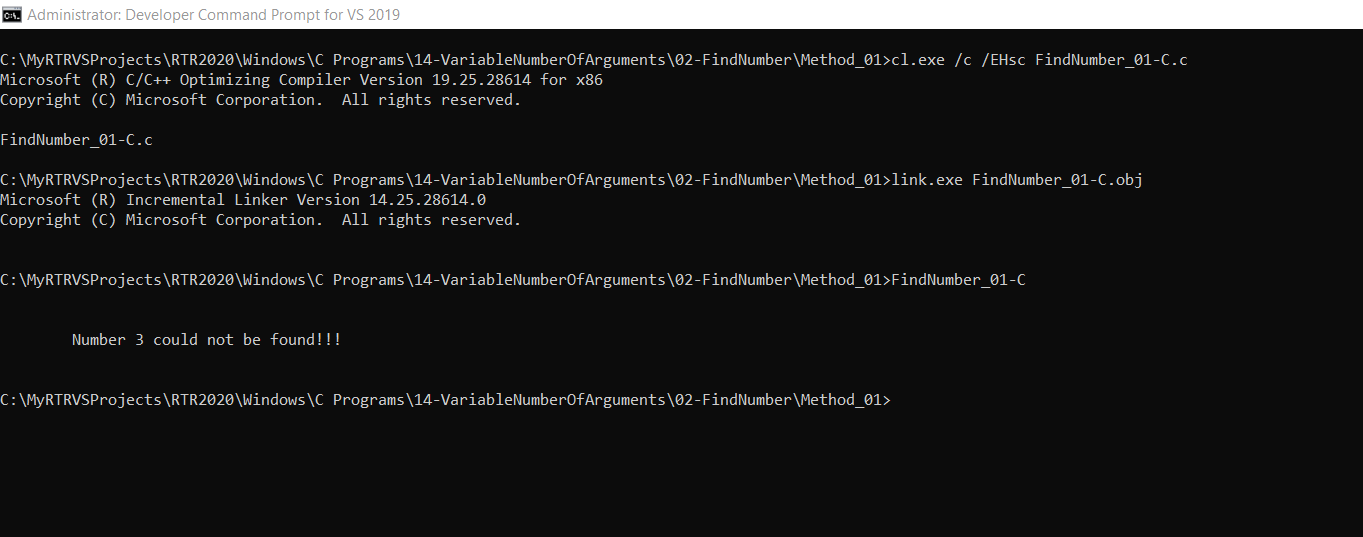 Administrator: Developer Command Prompt for VS 2019
C:\MyRTRVSProjects\RTR2020\Windows\C Programs\14-VariableNumberOfArguments\02-FindNumber\Method_01>cl.exe /c /EHsc FindNumber_01-C.c
Microsoft (R) C/C++ Optimizing Compiler Version 19.25.28614 for x86
Copyright (C) Microsoft Corporation.  All rights reserved.
FindNumber_01-C.c
C:\MyRTRVSProjects\RTR2020\Windows\C Programs\14-VariableNumberOfArguments\02-FindNumber\Method_01>link.exe FindNumber_01-C.obj
Microsoft (R) Incremental Linker Version 14.25.28614.0
Copyright (C) Microsoft Corporation.  All rights reserved.
C:\MyRTRVSProjects\RTR2020\Windows\C Programs\14-VariableNumberOfArguments\02-FindNumber\Method_01>FindNumber_01-C
Number 3 could not be found!!!
C:\MyRTRVSProjects\RTR2020\Windows\C Programs\14-VariableNumberOfArguments\02-FindNumber\Method_01>